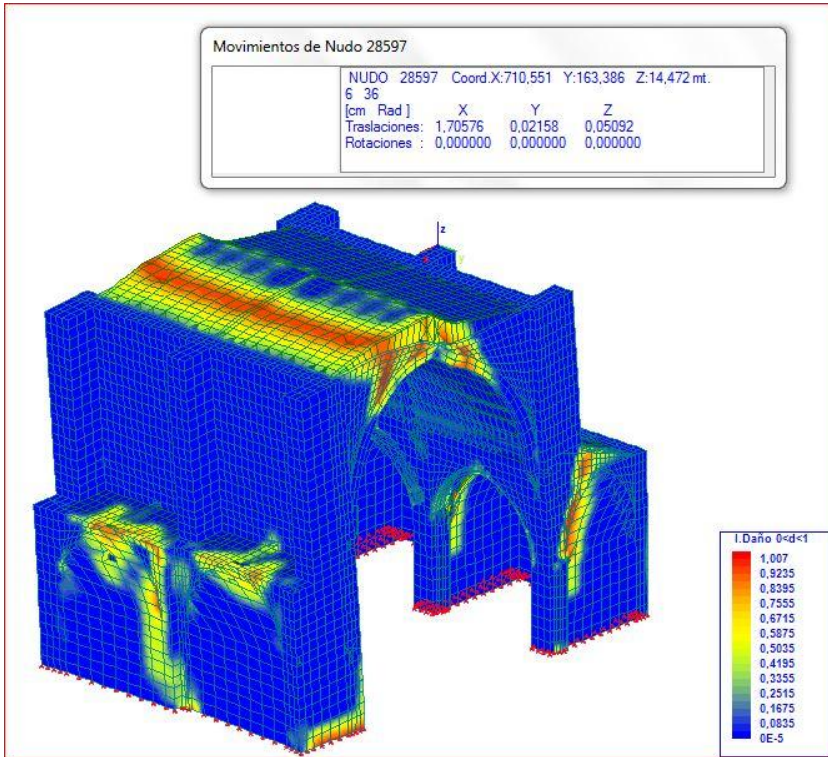 Movimientos de Nudo 28597
NUDO 28597 Coord.X:710,551 Y:163,386 Z:14,472 mt.
6 36
[cm Rad ] X Y Z
Traslaciones: 1,70576 0,02158 0,05092
Rotaciones : 0,000000 0,000000 0,000000
z
y
I.Daño 0<d<1
1,007
0,9235
0,8395
0,7555
0,6715
0,5875
0,5035
0,4195
0,3355
0,2515
0,1675
0,0835
0E-5